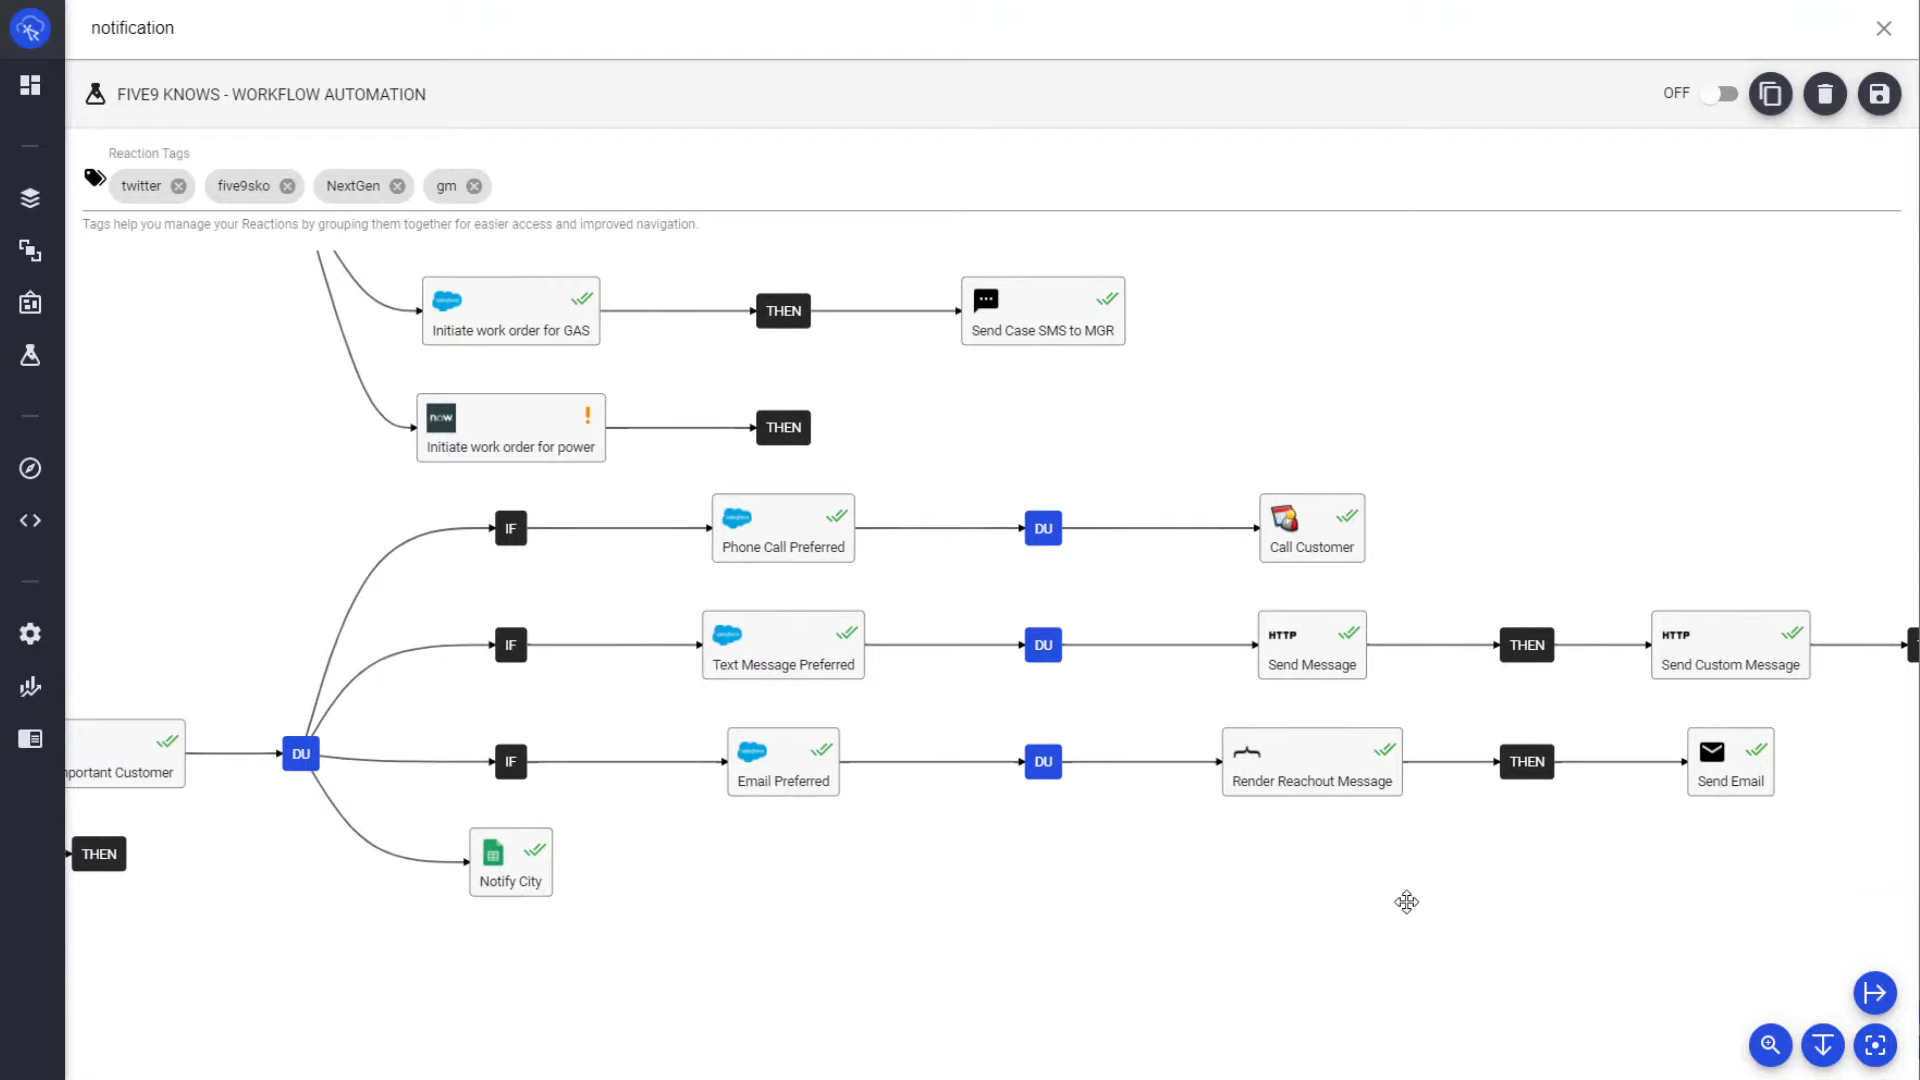 notification
FIVE9 KNOWS - WORKFLOW AUTOMATION
OFF
Reaction Tags
twitter five9sko NextGen gm
Tags help you manage your Reactions by grouping them together for easier access and improved navigation.
Initiate work order for GAS
THEN
Send Case SMS to MGR
now
Initiate work order for power
THEN
IF
Phone Call Preferred
DU
Call Customer
IF
Text Message Preferred
DU
HTTP
Send Message
THEN
HTTP
Send Custom Message
mportant Customer
DU
IF
Email Preferred
DU
Render Reachout Message
THEN
Send Email
THEN
Notify City